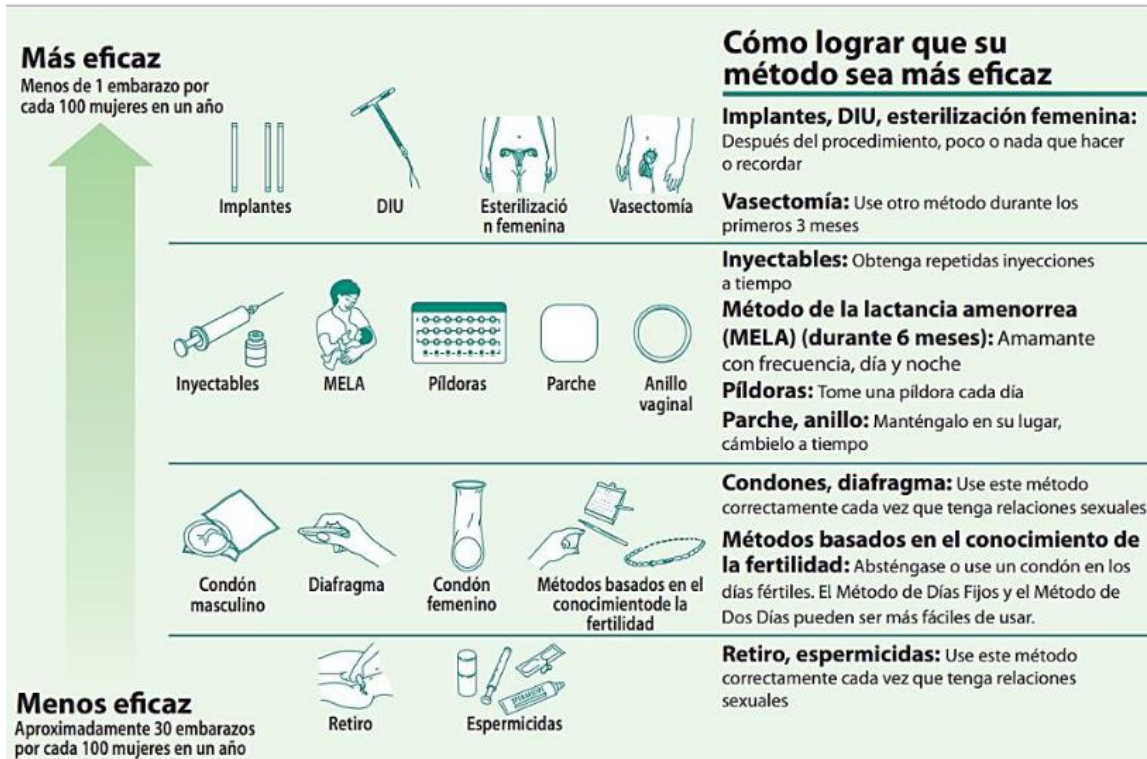 Más eficaz
Menos de 1 embarazo por
cada 100 mujeres en un año
Implantes
DIU
Esterilizació
n femenina
Vasectomía
Inyectables
MELA
Píldoras
Parche
Anillo
vaginal
Condón
masculino
Diafragma
Condón
femenino
Métodos basados en el
conocimientode la
fertilidad
Retiro
Espermicidas
Menos eficaz
Aproximadamente 30 embarazos
por cada 100 mujeres en un año
Cómo lograr que su
método sea más eficaz
Implantes, DIU, esterilización femenina:
Después del procedimiento, poco o nada que hacer
o recordar
Vasectomía: Use otro método durante los
primeros 3 meses
Inyectables: Obtenga repetidas inyecciones
a tiempo
Método de la lactancia amenorrea
(MELA) (durante 6 meses): Amamante
con frecuencia, día y noche
Píldoras: Tome una píldora cada día
Parche, anillo: Manténgalo en su lugar,
cámbielo a tiempo
Condones, diafragma: Use este método
correctamente cada vez que tenga relaciones sexuales
Métodos basados en el conocimiento de
la fertilidad: Absténgase o use un condón en los
días fértiles. El Método de Días Fijos y el Método de
Dos Días pueden ser más fáciles de usar.
Retiro, espermicidas: Use este método
correctamente cada vez que tenga relaciones
sexuales